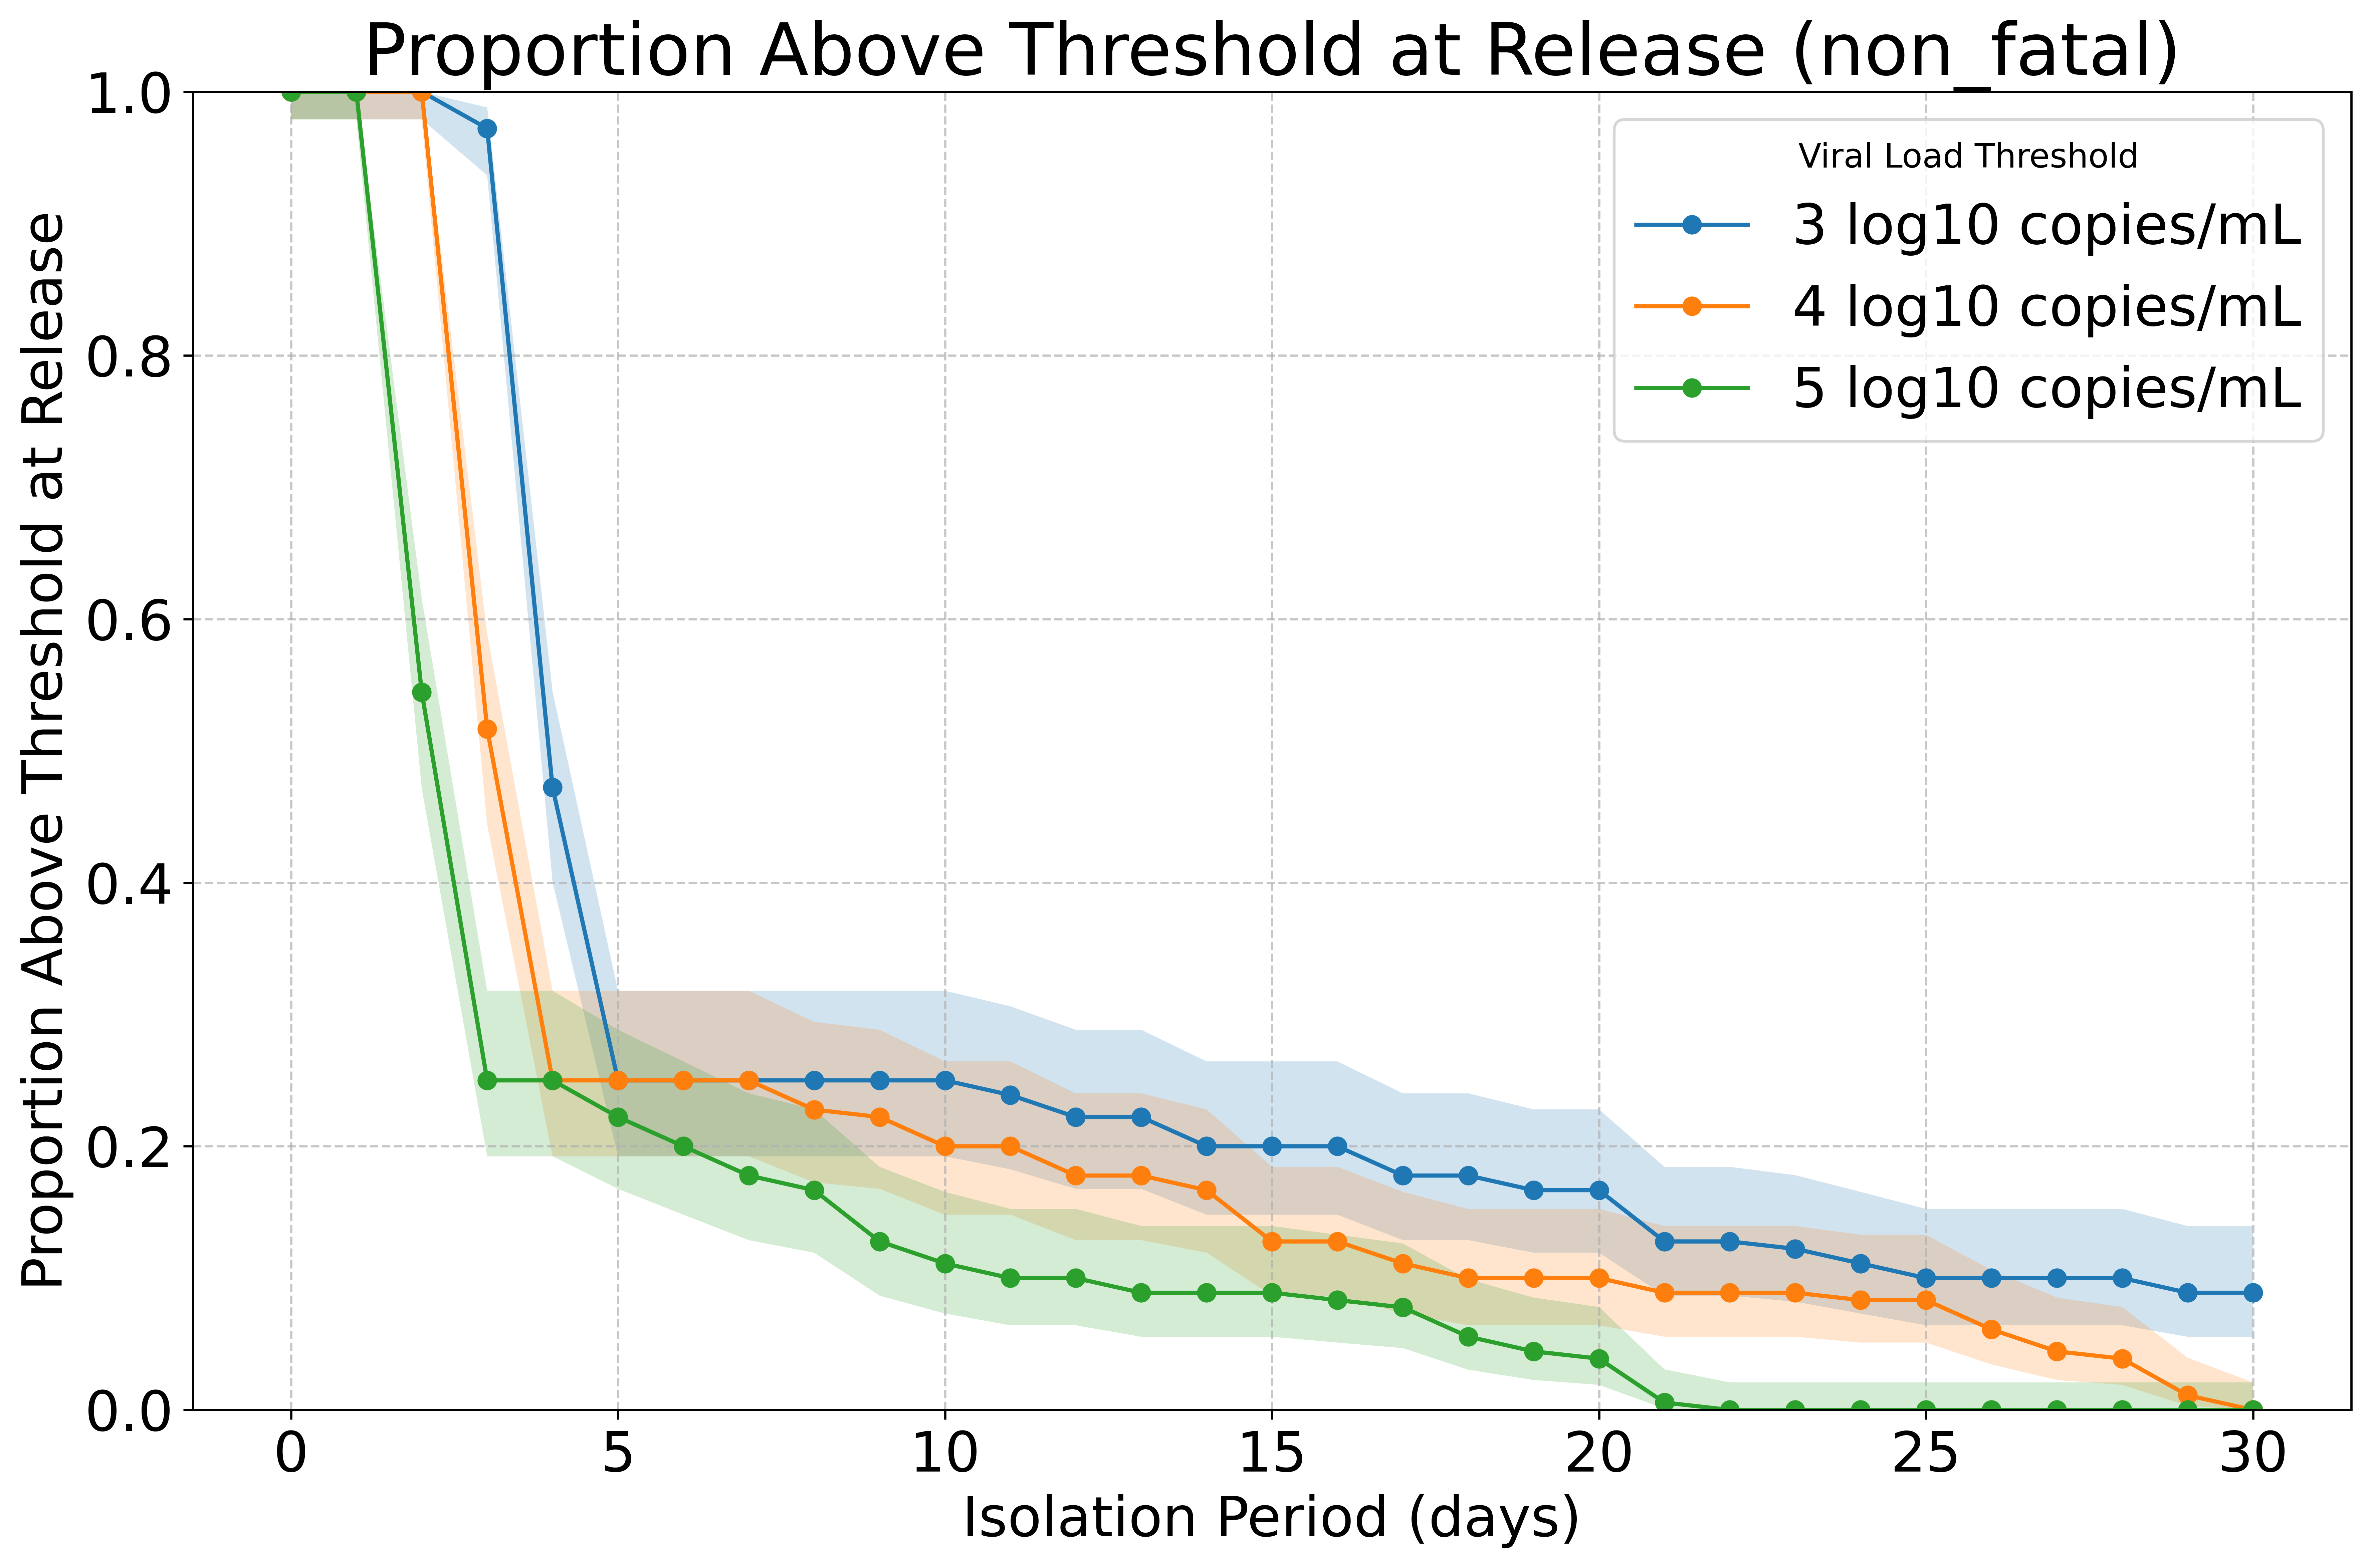 Proportion Above Threshold at Release (non_fatal)
Proportion Above Threshold at Release
1.0
0.8
0.6
0.4
0.2
0.0
Viral Load Threshold
3 log10 copies/mL
4 log10 copies/mL
5 log10 copies/mL
0 5 10 15 20 25 30
Isolation Period (days)